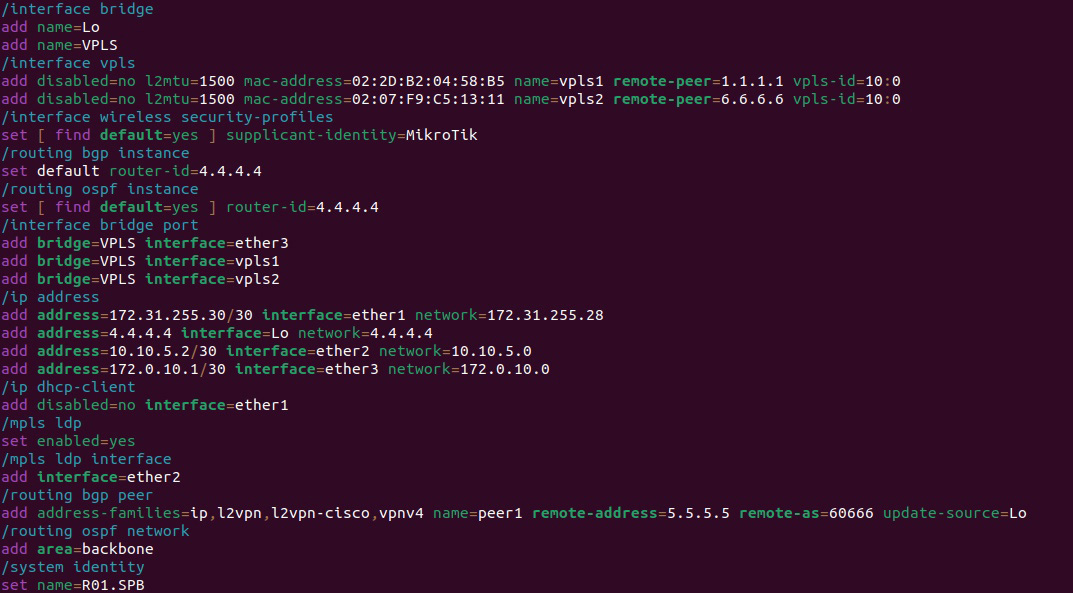 /interface bridge
add name=Lo
add name=VPLS
/interface vpls
add disabled=no l2mtu=1500 mac-address=02:2D:B2:04:58:B5 name=vpls1 remote-peer=1.1.1.1 vpls-id=10:0
add disabled=no l2mtu=1500 mac-address=02:07:F9:C5:13:11 name=vpls2 remote-peer=6.6.6.6 vpls-id=10:0
/interface wireless security-profiles
set [ find default=yes ] supplicant-identity=MikroTik
/routing bgp instance
set default router-id=4.4.4.4
/routing ospf instance
set [ find default=yes ] router-id=4.4.4.4
/interface bridge port
add bridge=VPLS interface=ether3
add bridge=VPLS interface=vpls1
add bridge=VPLS interface=vpls2
/ip address
add address=172.31.255.30/30 interface=ether1 network=172.31.255.28
add address=4.4.4.4 interface=Lo network=4.4.4.4
add address=10.10.5.2/30 interface=ether2 network=10.10.5.0
add address=172.0.10.1/30 interface=ether3 network=172.0.10.0
/ip dhcp-client
add disabled=no interface=ether1
/mpls ldp
set enabled=yes
/mpls ldp interface
add interface=ether2
/routing bgp peer
add address-families=ip,l2vpn,l2vpn-cisco,vpnv4 name=peer1 remote-address=5.5.5.5 remote-as=60666 update-source=Lo
/routing ospf network
add area=backbone
/system identity
set name=R01.SPB